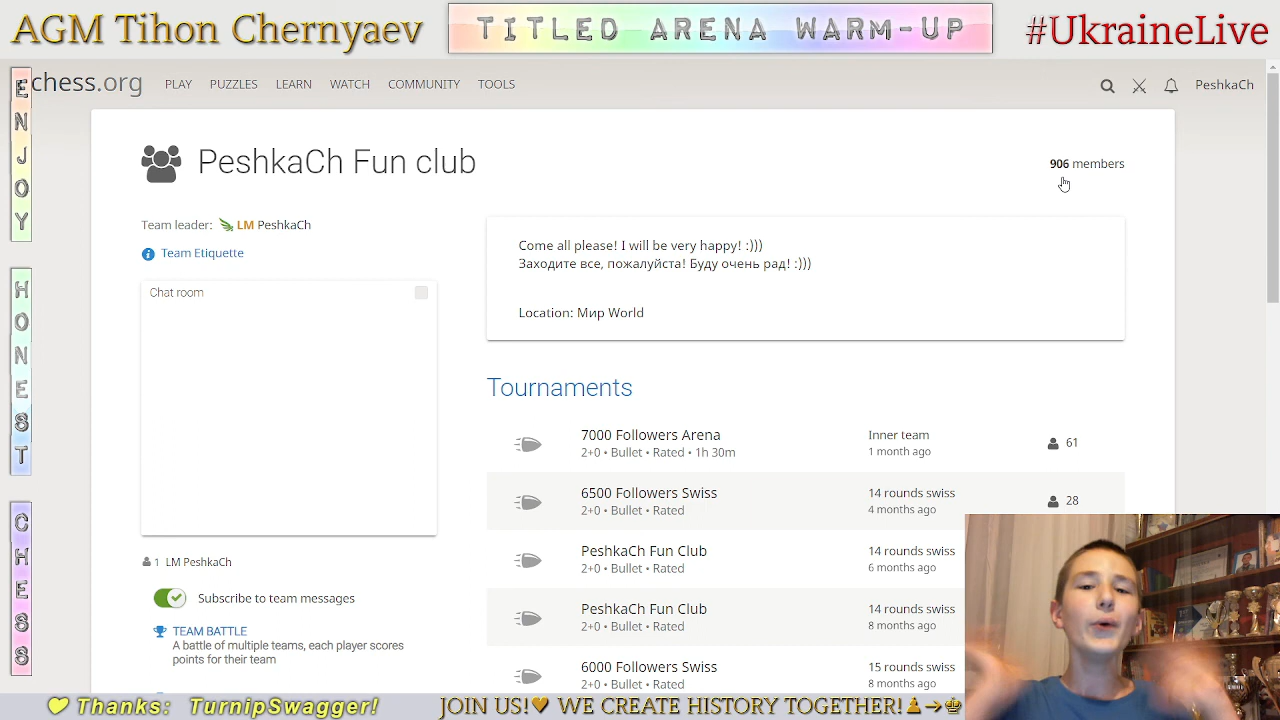 AGM Tihon Chernyaev
TITLED ARENA WARM-UP
#UkraineLive
chess.org
PLAY
PUZZLES
LEARN
WATCH
COMMUNITY
TOOLS
PeshkaCh
ENJOY
HONEST
CHESS
PeshkaCh Fun club
906 members
Team leader: LM PeshkaCh
Team Etiquette
Come all please! I will be very happy! :)))
Заходите все, пожалуйста! Буду очень рад! :)))
Location: Мир World
Chat room
Tournaments
7000 Followers Arena
2+0 • Bullet • Rated • 1h 30m
Inner team
1 month ago
61
6500 Followers Swiss
2+0 • Bullet • Rated
14 rounds swiss
4 months ago
28
PeshkaCh Fun Club
2+0 • Bullet • Rated
14 rounds swiss
6 months ago
PeshkaCh Fun Club
2+0 • Bullet • Rated
14 rounds swiss
8 months ago
6000 Followers Swiss
2+0 • Bullet • Rated
15 rounds swiss
8 months ago
1 LM PeshkaCh
Subscribe to team messages
TEAM BATTLE
A battle of multiple teams, each player scores
points for their team
Thanks: TurnipSwagger!
JOIN US!♥ WE CREATE HISTORY TOGETHER!♟→♚